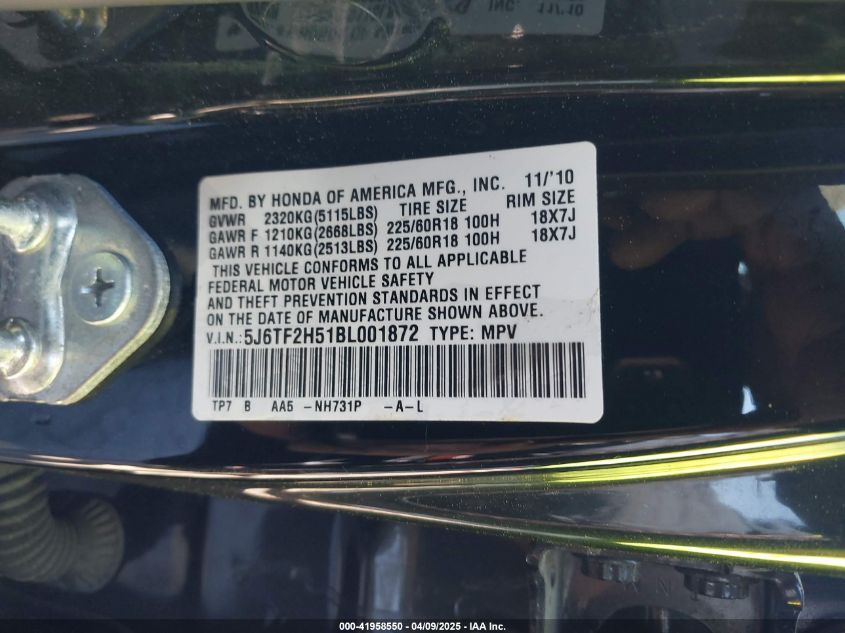 MFD. BY HONDA OF AMERICA MFG., INC. 11/'10
GVWR 2320KG(5115LBS) TIRE SIZE RIM SIZE
GAWR F 1210KG(2668LBS) 225/60R18 100H 18X7J
GAWR R 1140KG(2513LBS) 225/60R18 100H 18X7J
THIS VEHICLE CONFORMS TO ALL APPLICABLE
FEDERAL MOTOR VEHICLE SAFETY
AND THEFT PREVENTION STANDARDS IN EFFECT
ON THE DATE OF MANUFACTURE SHOWN ABOVE.
V.I.N.:5J6TF2H51BL001872 TYPE: MPV
TP7 B AA5 -NH731P -A-L
000-41958550 - 04/09/2025 - IAA Inc.